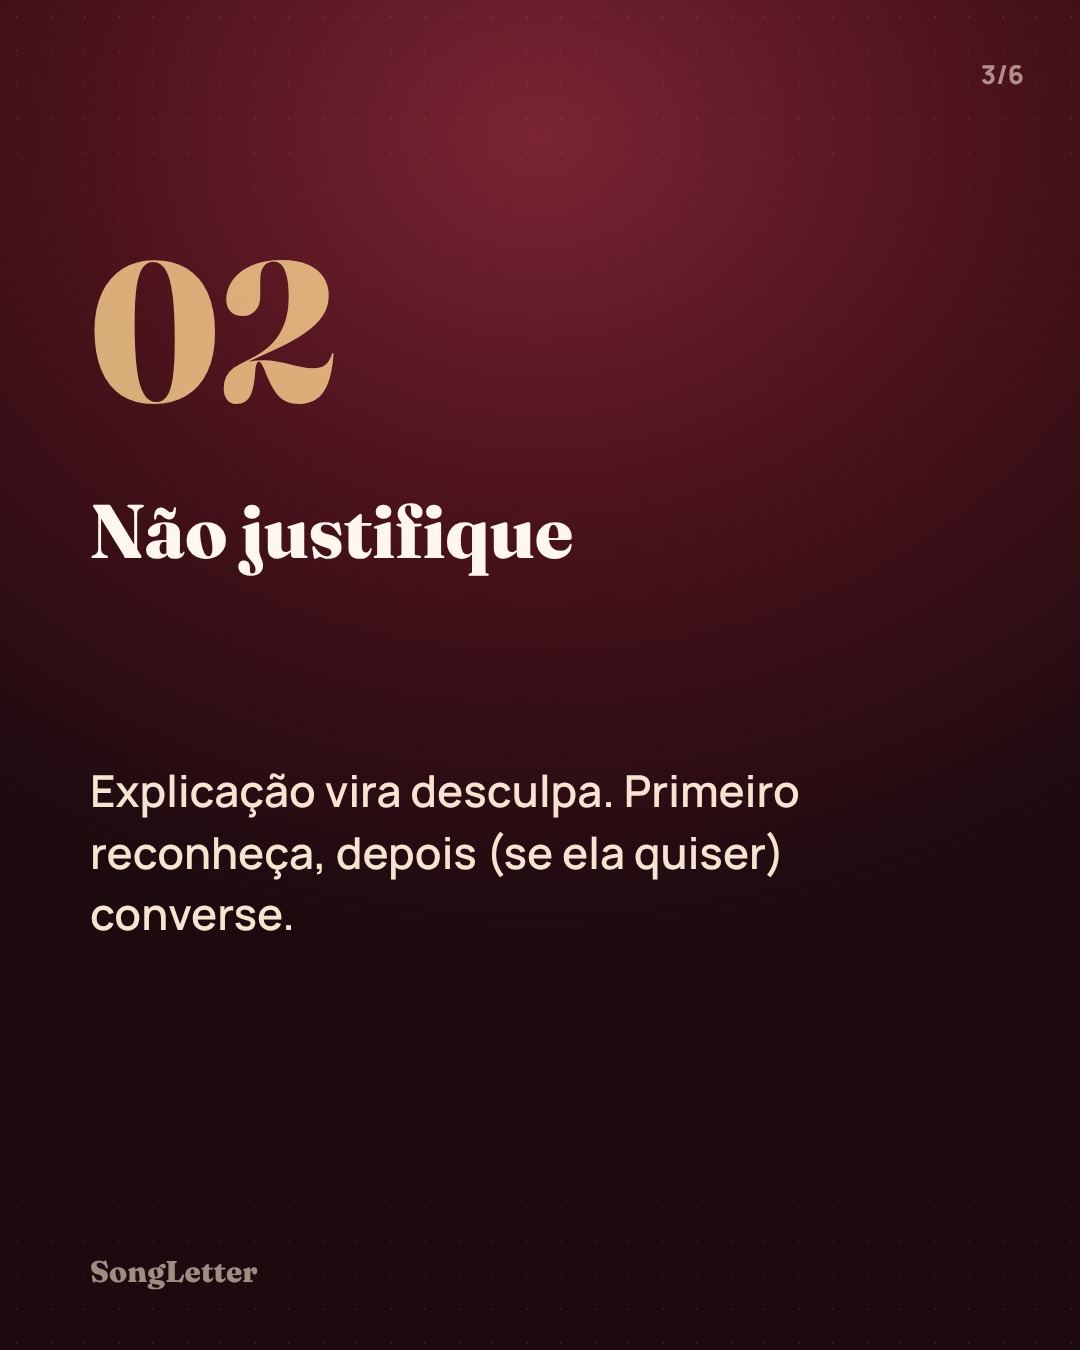 3/6
02
Não justifique
Explicação vira desculpa. Primeiro
reconheça, depois (se ela quiser)
converse.
SongLetter